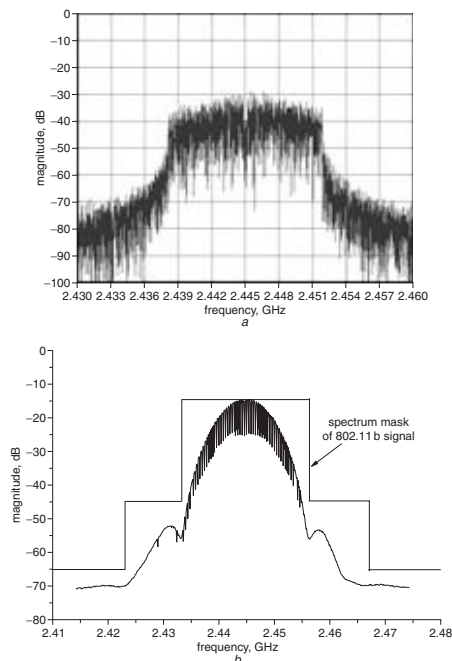 0
−10
−20
−30
−40
−50
−60
−70
−80
−90
−100
magnitude, dB
2.430 2.433 2.436 2.439 2.442 2.445 2.448 2.451 2.454 2.457 2.460
frequency, GHz
a
0
−10
−20
−30
−40
−50
−60
−70
−80
magnitude, dB
spectrum mask
of 802.11 b signal
2.41 2.42 2.43 2.44 2.45 2.46 2.47 2.48
frequency, GHz
b